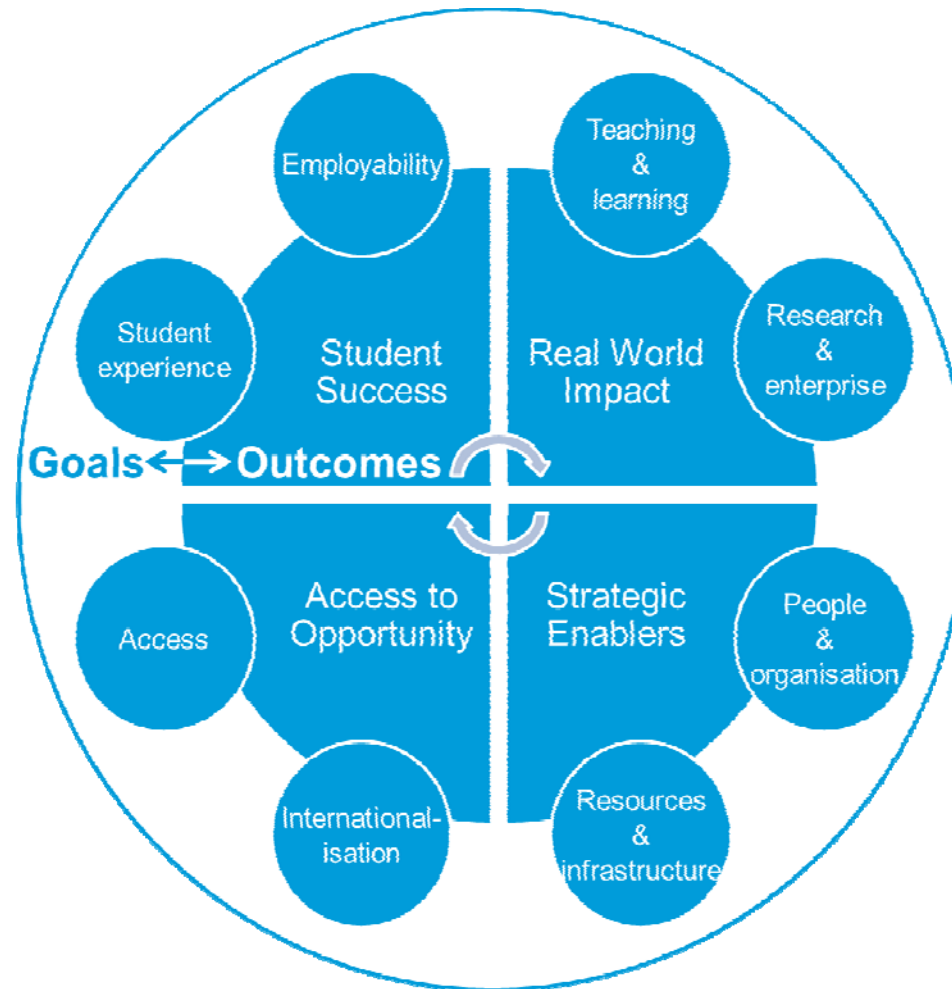 Employability
Teaching
&
learning
Student
experience
Research
&
enterprise
Student
Success
Real World
Impact
Goals
Outcomes
Access to
Opportunity
Strategic
Enablers
Access
People
&
organisation
International-
isation
Resources
&
infrastructure